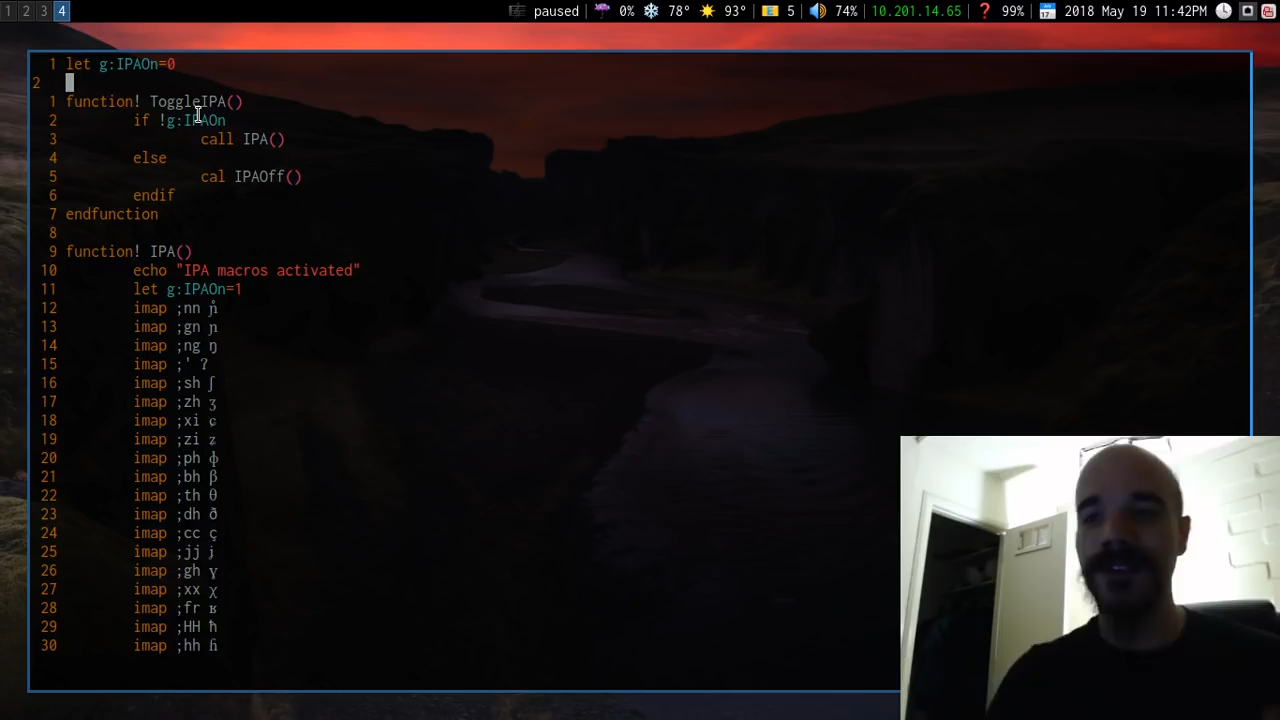 1 2 3 4 paused 0% 78° 93° 5 74% 10.201.14.65 ❓ 99% 2018 May 19 11:42PM
1 let g:IPAOn=0
2
1 function! ToggleIPA()
2 if !g:IPAOn
3 call IPA()
4 else
5 cal IPAOff()
6 endif
7 endfunction
8
9 function! IPA()
10 echo "IPA macros activated"
11 let g:IPAOn=1
12 imap ;nn ɲ̊
13 imap ;gn ɲ
14 imap ;ng ŋ
15 imap ;' ʔ
16 imap ;sh ʃ
17 imap ;zh ʒ
18 imap ;xi ɕ
19 imap ;zi ʑ
20 imap ;ph ɸ
21 imap ;bh β
22 imap ;th θ
23 imap ;dh ð
24 imap ;cc ç
25 imap ;jj ʝ
26 imap ;gh ɣ
27 imap ;xx χ
28 imap ;fr ʁ
29 imap ;HH ħ
30 imap ;hh ɦ